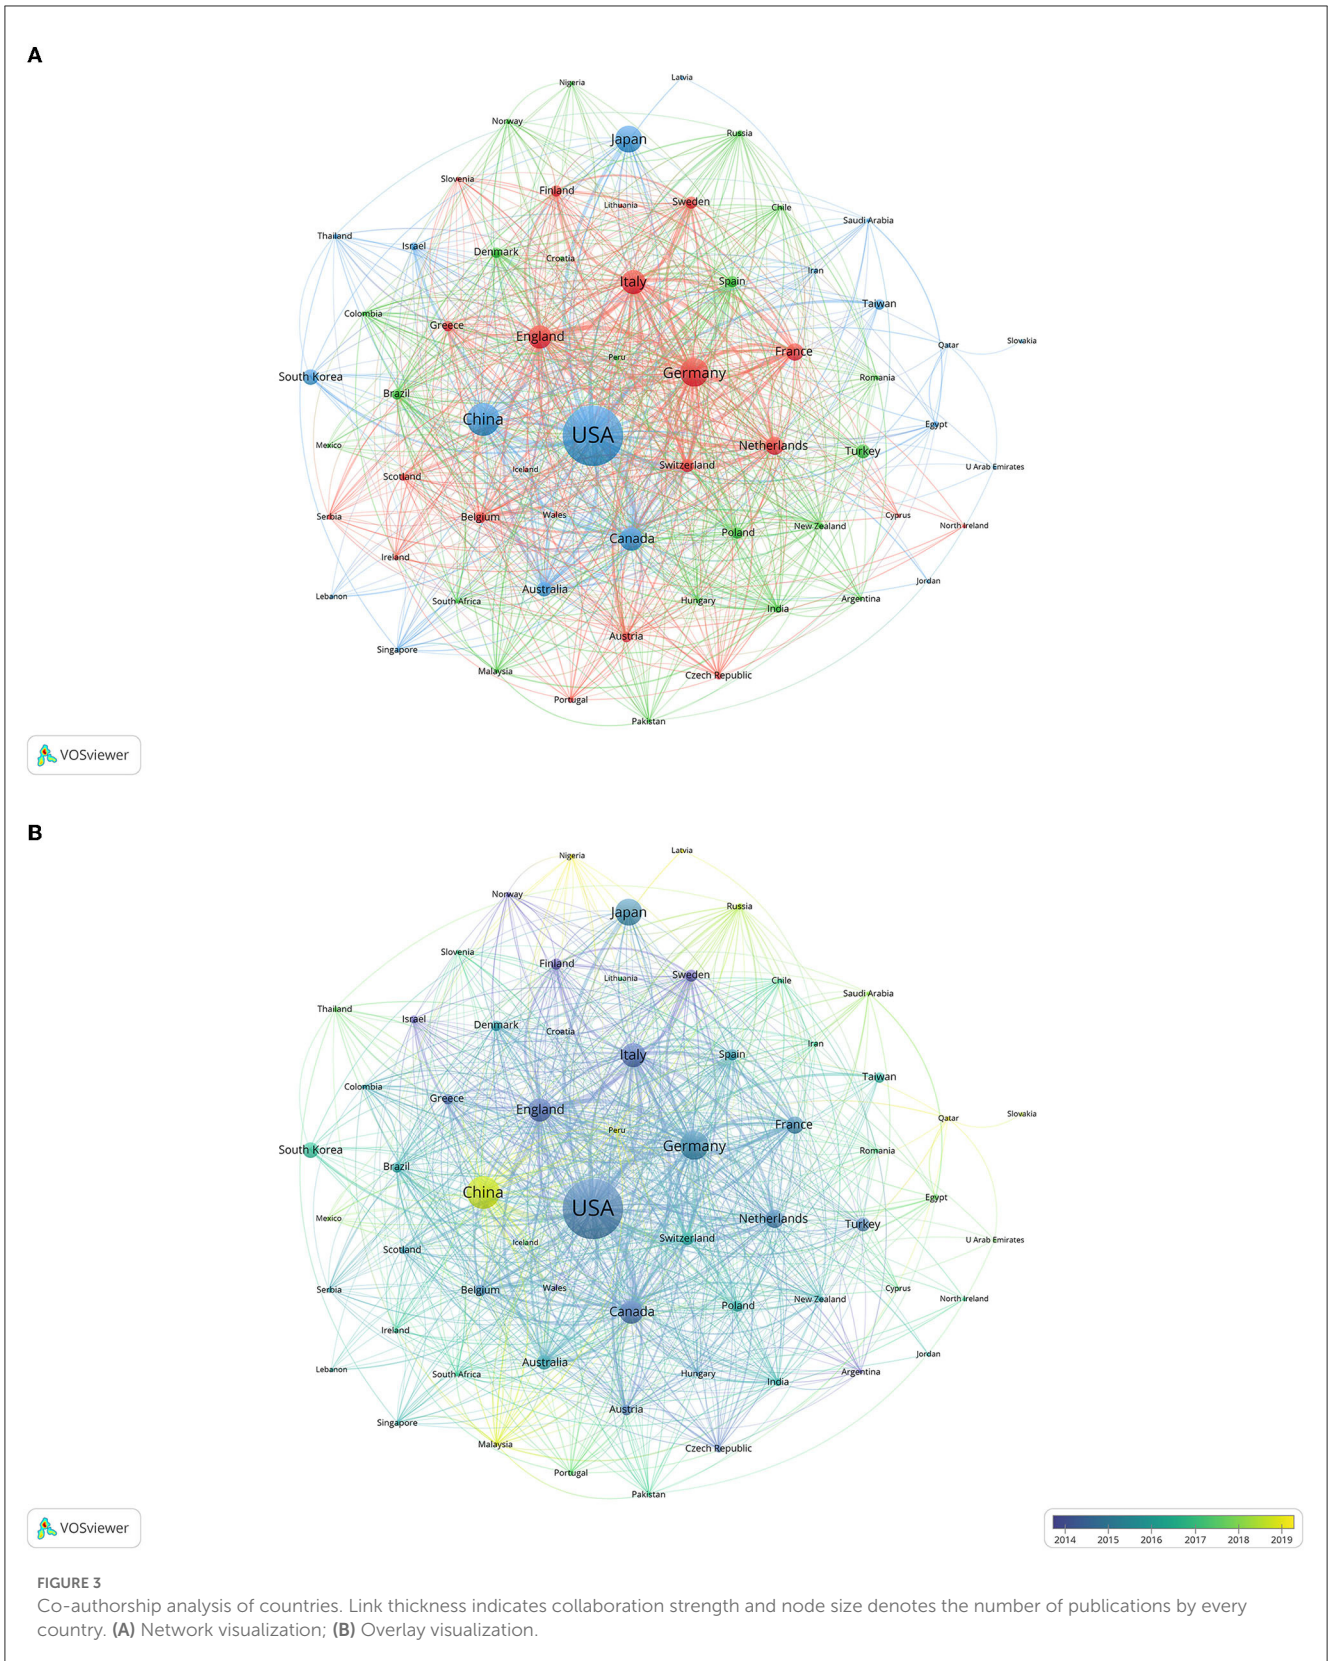 A
Nigeria
Latvia
Norway
Japan
Russia
Slovenia
Finland
Lithuania
Sweden
Chile
Saudi Arabia
Thailand
Israel
Denmark
Croatia
Italy
Spain
Iran
Taiwan
Colombia
Greece
England
Peru
France
Qatar
Slovakia
South Korea
Germany
Romania
Brazil
China
USA
Egypt
Mexico
Netherlands
Turkey
Iceland
Switzerland
U Arab Emirates
Scotland
Serbia
Belgium
Wales
Cyprus
North Ireland
Canada
Poland
New Zealand
Ireland
Australia
Jordan
Lebanon
South Africa
Hungary
India
Argentina
Singapore
Austria
Malaysia
Czech Republic
Portugal
Pakistan
VOSviewer
B
Nigeria
Latvia
Norway
Japan
Russia
Slovenia
Finland
Lithuania
Sweden
Chile
Saudi Arabia
Thailand
Israel
Denmark
Croatia
Italy
Spain
Iran
Taiwan
Colombia
Greece
England
Peru
France
Qatar
Slovakia
South Korea
Germany
Romania
Brazil
China
USA
Egypt
Mexico
Netherlands
Turkey
Iceland
Switzerland
U Arab Emirates
Scotland
Serbia
Belgium
Wales
Cyprus
North Ireland
Canada
Poland
New Zealand
Ireland
Australia
Jordan
Lebanon
South Africa
Hungary
India
Argentina
Singapore
Austria
Malaysia
Czech Republic
Portugal
Pakistan
VOSviewer
2014 2015 2016 2017 2018 2019
FIGURE 3
Co-authorship analysis of countries. Link thickness indicates collaboration strength and node size denotes the number of publications by every
country. (A) Network visualization; (B) Overlay visualization.